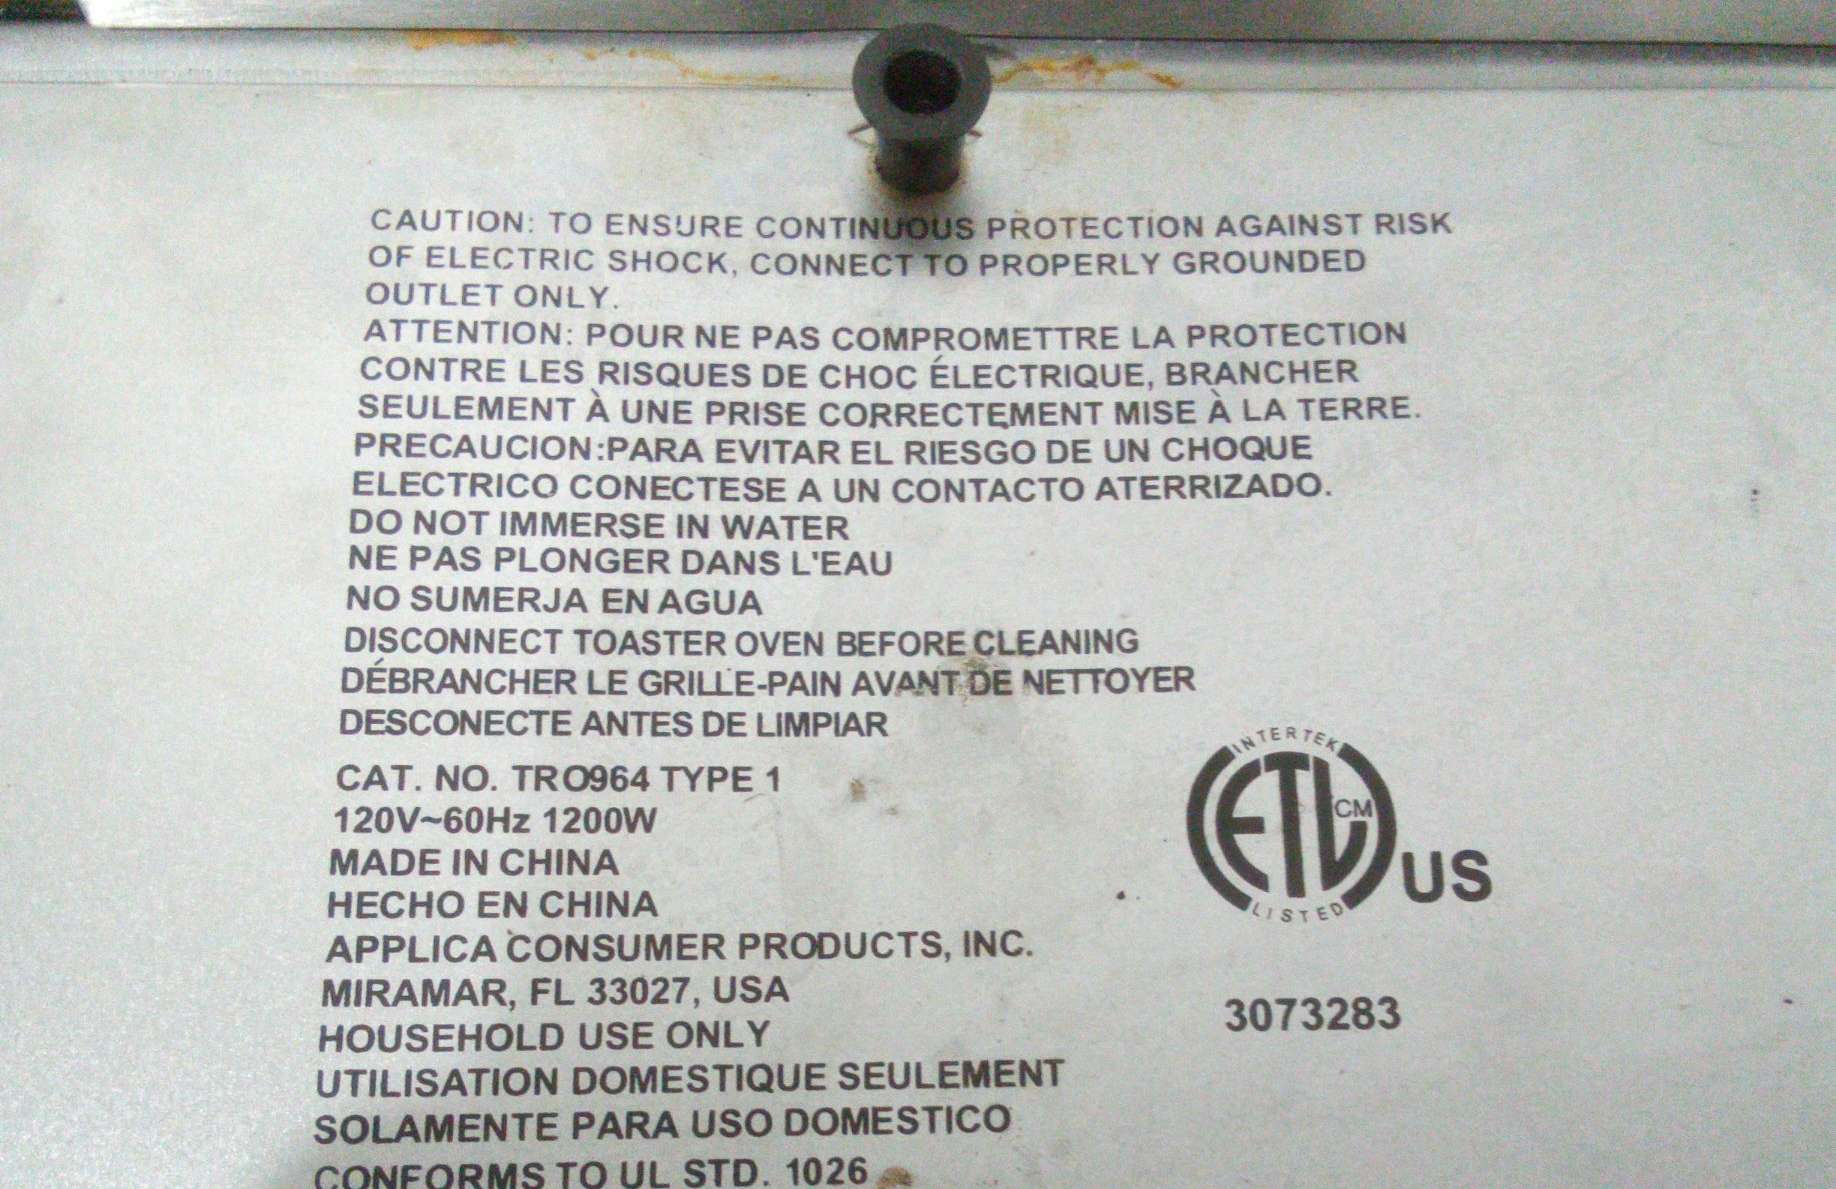 CAUTION: TO ENSURE CONTINUOUS PROTECTION AGAINST RISK
OF ELECTRIC SHOCK, CONNECT TO PROPERLY GROUNDED
OUTLET ONLY.
ATTENTION: POUR NE PAS COMPROMETTRE LA PROTECTION
CONTRE LES RISQUES DE CHOC ÉLECTRIQUE, BRANCHER
SEULEMENT À UNE PRISE CORRECTEMENT MISE À LA TERRE.
PRECAUCION:PARA EVITAR EL RIESGO DE UN CHOQUE
ELECTRICO CONECTESE A UN CONTACTO ATERRIZADO.
DO NOT IMMERSE IN WATER
NE PAS PLONGER DANS L'EAU
NO SUMERJA EN AGUA
DISCONNECT TOASTER OVEN BEFORE CLEANING
DÉBRANCHER LE GRILLE-PAIN AVANT DE NETTOYER
DESCONECTE ANTES DE LIMPIAR
CAT. NO. TRO964 TYPE 1
120V~60Hz 1200W
MADE IN CHINA
HECHO EN CHINA
APPLICA CONSUMER PRODUCTS, INC.
MIRAMAR, FL 33027, USA
HOUSEHOLD USE ONLY
UTILISATION DOMESTIQUE SEULEMENT
SOLAMENTE PARA USO DOMESTICO
CONFORMS TO UL STD. 1026
INTERTEK
ETL CM
LISTED
US
3073283